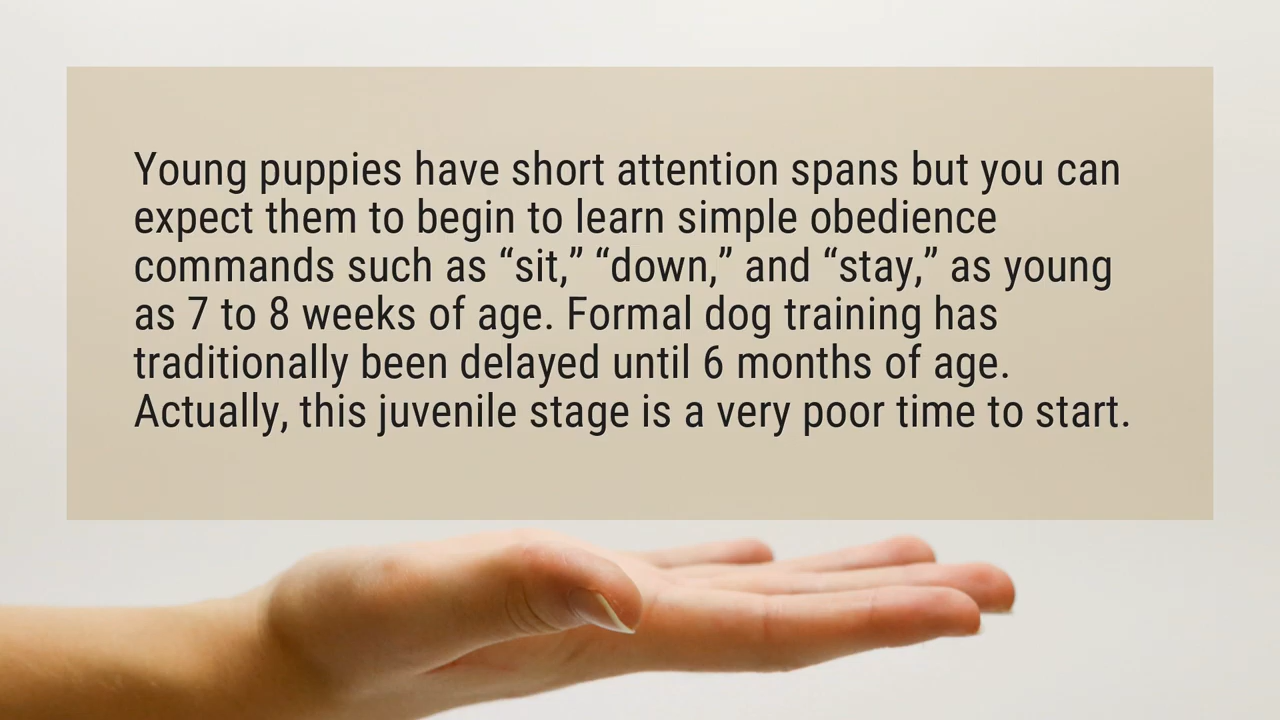 Young puppies have short attention spans but you can
expect them to begin to learn simple obedience
commands such as “sit,” “down,” and “stay,” as young
as 7 to 8 weeks of age. Formal dog training has
traditionally been delayed until 6 months of age.
Actually, this juvenile stage is a very poor time to start.